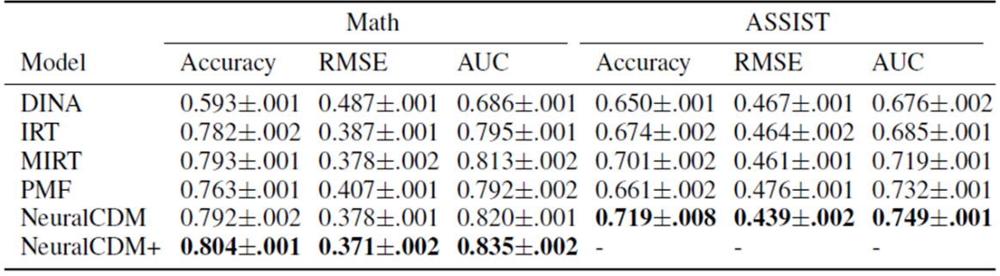 Math ASSIST
Model Accuracy RMSE AUC Accuracy RMSE AUC
DINA 0.593±.001 0.487±.001 0.686±.001 0.650±.001 0.467±.001 0.676±.002
IRT 0.782±.002 0.387±.001 0.795±.001 0.674±.002 0.464±.002 0.685±.001
MIRT 0.793±.001 0.378±.002 0.813±.002 0.701±.002 0.461±.001 0.719±.001
PMF 0.763±.001 0.407±.001 0.792±.002 0.661±.002 0.476±.001 0.732±.001
NeuralCDM 0.792±.002 0.378±.001 0.820±.001 0.719±.008 0.439±.002 0.749±.001
NeuralCDM+ 0.804±.001 0.371±.002 0.835±.002 - - -